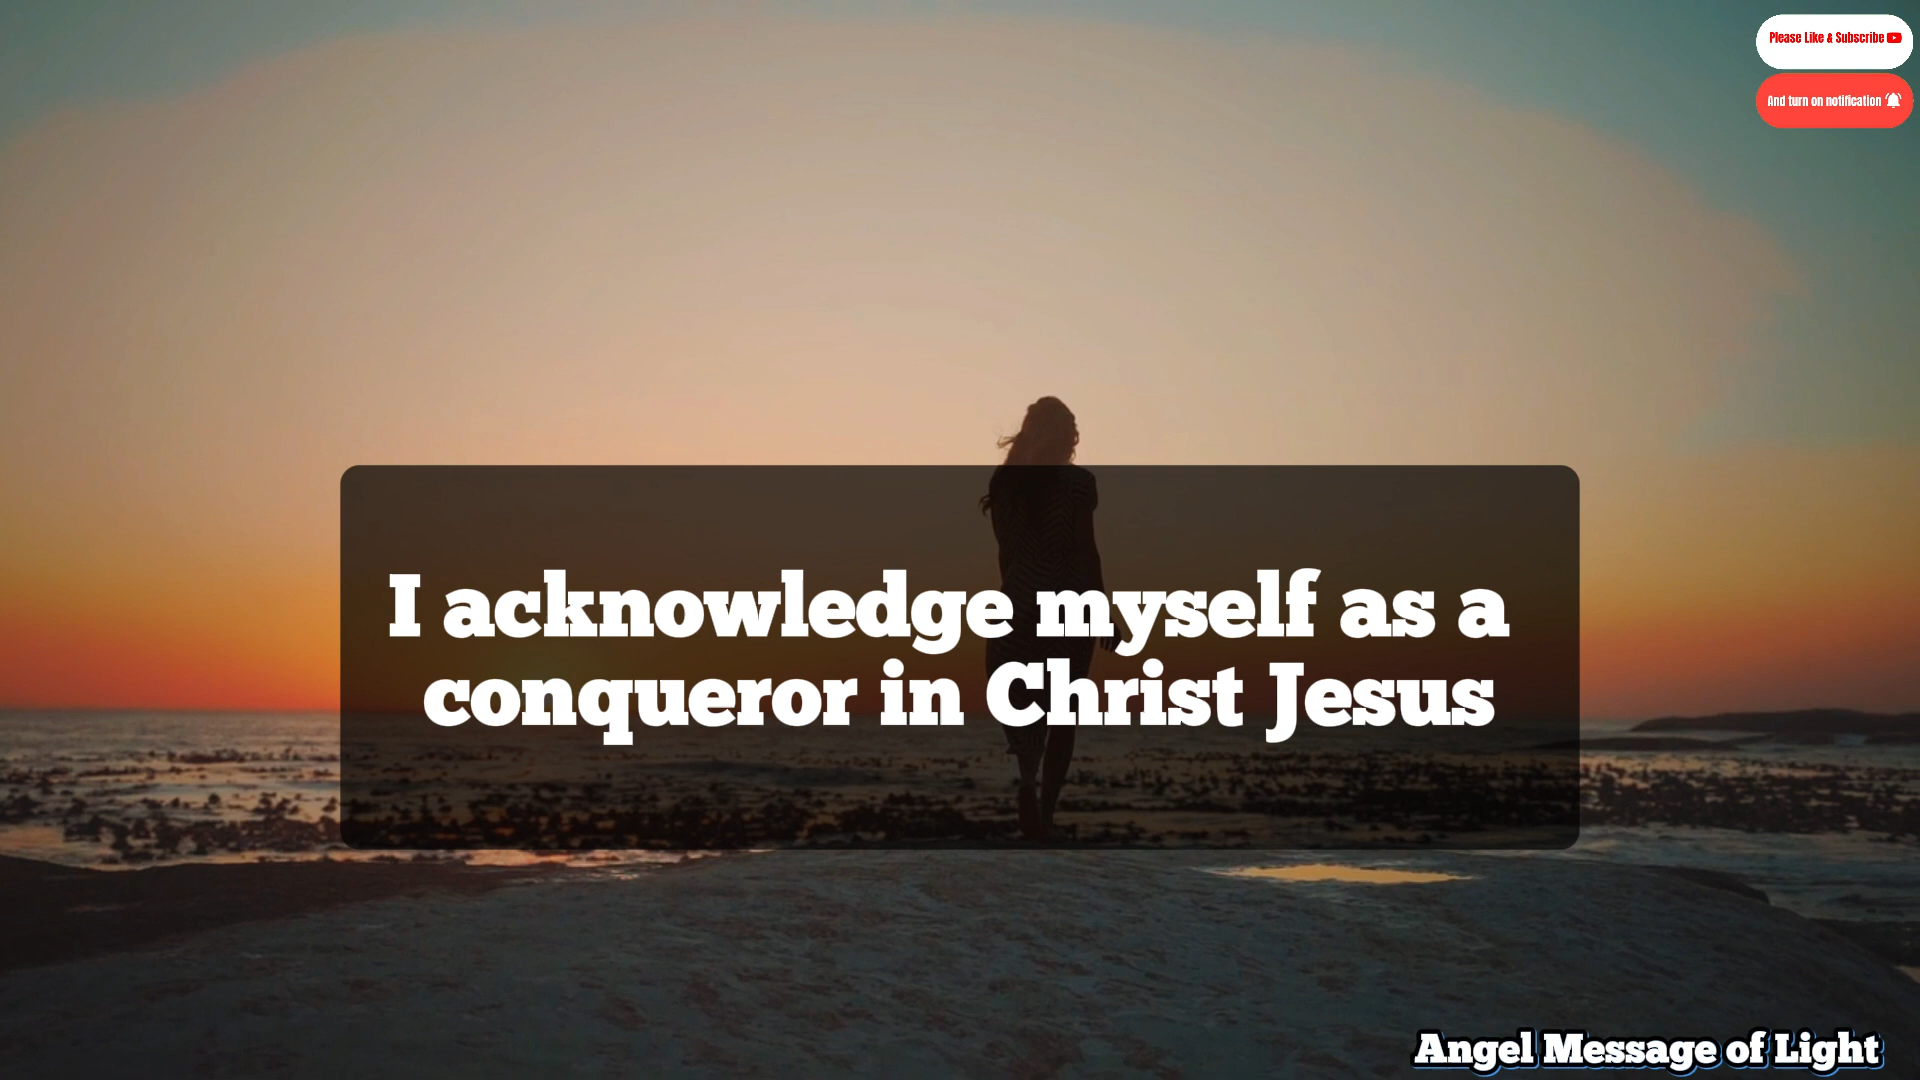 Please Like & Subscribe
And turn on notification
I acknowledge myself as a
conqueror in Christ Jesus
Angel Message of Light